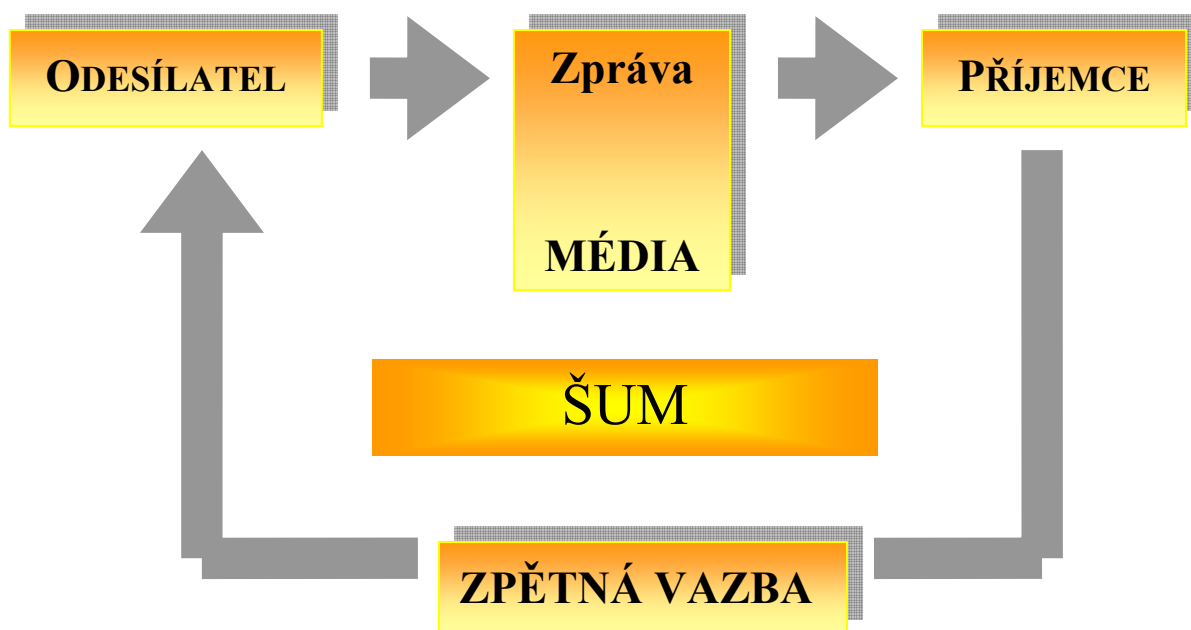 ODESÍLATEL
Zpráva
MÉDIA
PŘÍJEMCE
ŠUM
ZPĚTNÁ VAZBA